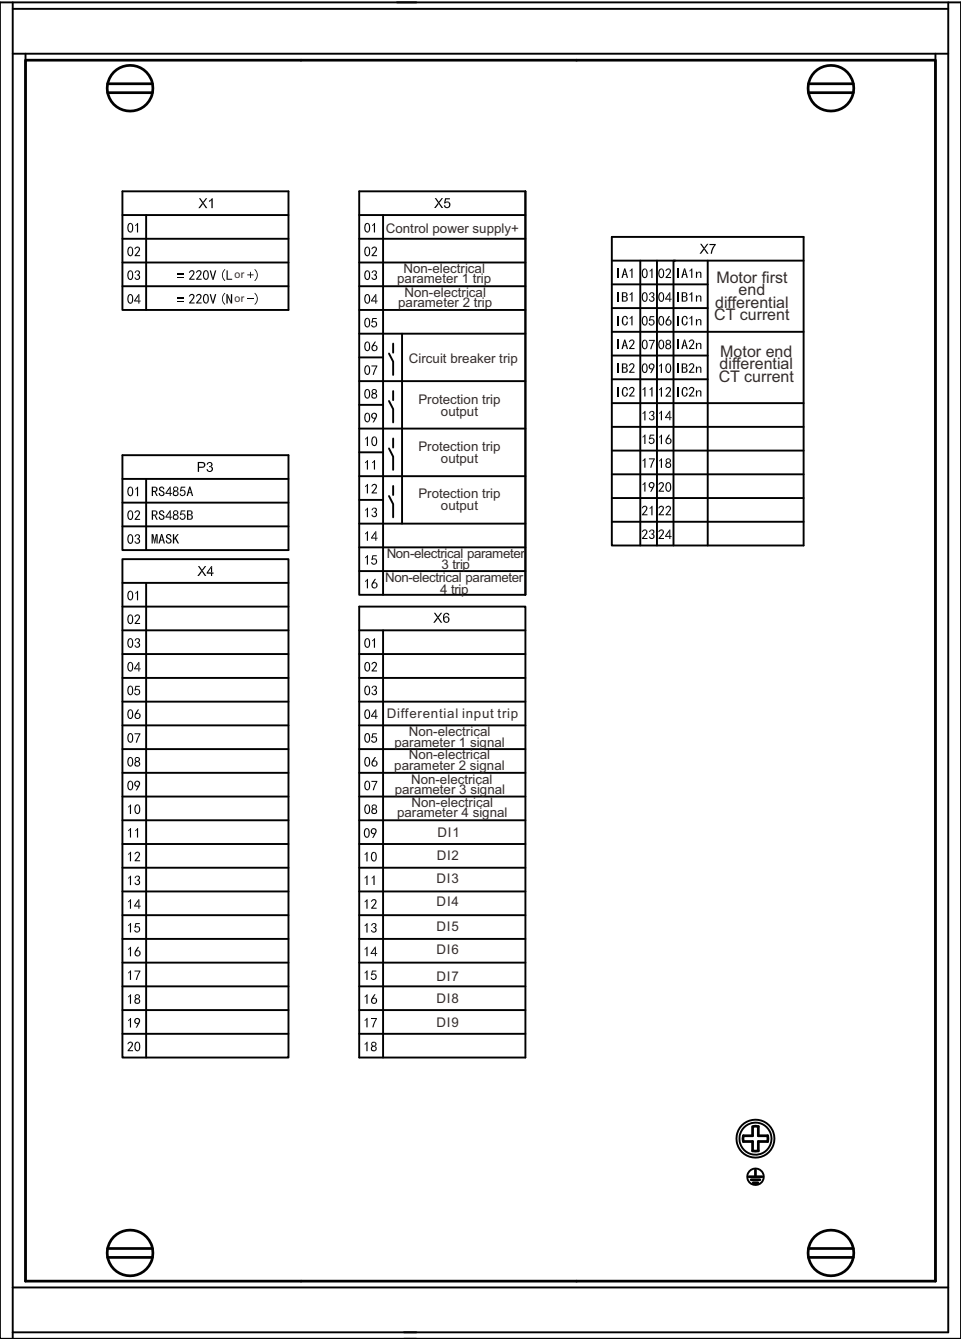 X1
01
02
03 = 220V (L or +)
04 = 220V (N or −)
P3
01 RS485A
02 RS485B
03 MASK
X4
01
02
03
04
05
06
07
08
09
10
11
12
13
14
15
16
17
18
19
20
X5
01 Control power supply+
02
03 Non-electrical
parameter 1 trip
04 Non-electrical
parameter 2 trip
05
06
07
Circuit breaker trip
08
09
Protection trip
output
10
11
Protection trip
output
12
13
Protection trip
output
14
15 Non-electrical parameter
3 trip
16 Non-electrical parameter
4 trip
X6
01
02
03
04 Differential input trip
05 Non-electrical
parameter 1 signal
06 Non-electrical
parameter 2 signal
07 Non-electrical
parameter 3 signal
08 Non-electrical
parameter 4 signal
09 DI1
10 DI2
11 DI3
12 DI4
13 DI5
14 DI6
15 DI7
16 DI8
17 DI9
18
X7
IA1 01 02 IA1n
IB1 03 04 IB1n
IC1 05 06 IC1n
Motor first
end
differential
CT current
IA2 07 08 IA2n
IB2 09 10 IB2n
IC2 11 12 IC2n
Motor end
differential
CT current
13 14
15 16
17 18
19 20
21 22
23 24